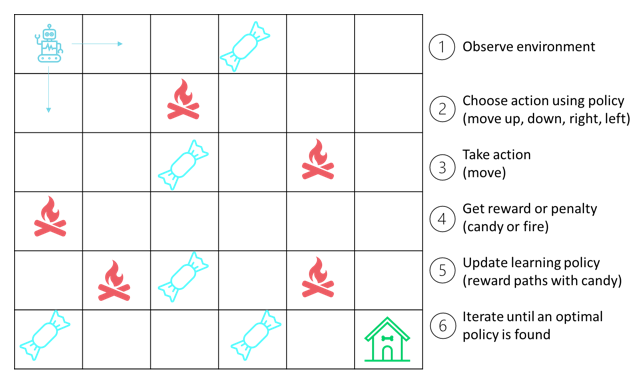 1 Observe environment
2 Choose action using policy
(move up, down, right, left)
3 Take action
(move)
4 Get reward or penalty
(candy or fire)
5 Update learning policy
(reward paths with candy)
6 Iterate until an optimal
policy is found